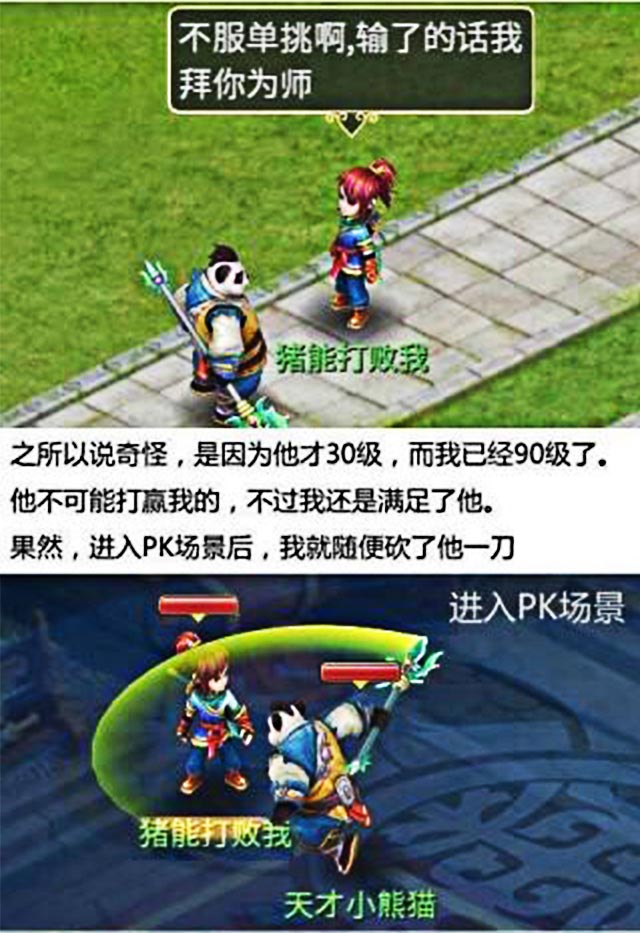 不服单挑啊,输了的话我
拜你为师
猪能打败我
之所以说奇怪，是因为他才30级，而我已经90级了。
他不可能打赢我的，不过我还是满足了他。
果然，进入PK场景后，我就随便砍了他一刀
进入PK场景
猪能打败我
天才小熊猫